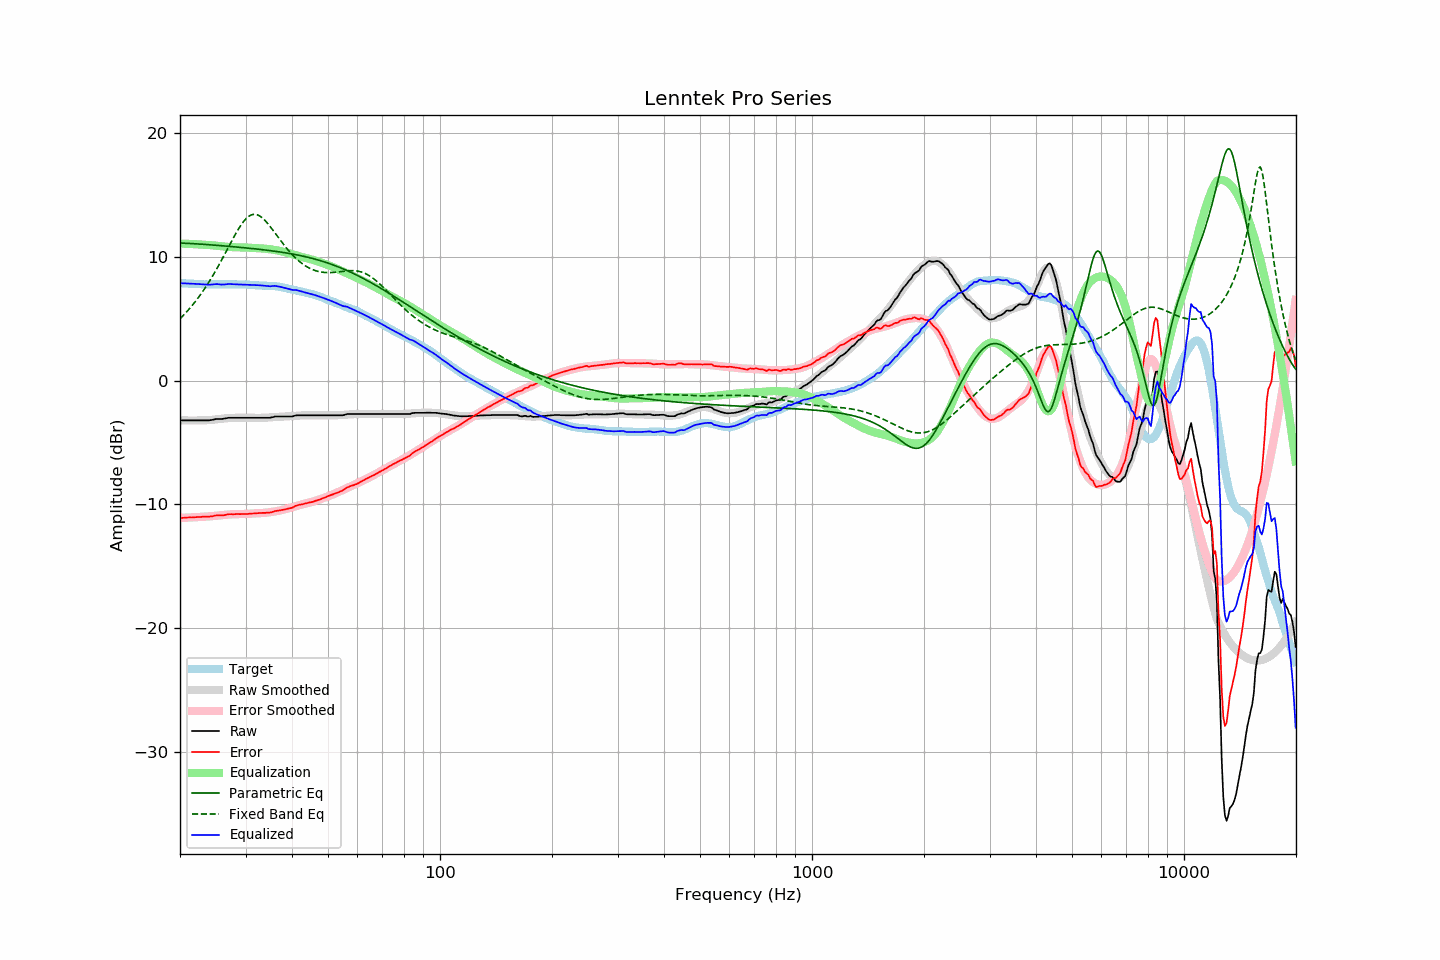 Lenntek Pro Series
20
10
0
−10
−20
−30
Amplitude (dBr)
Target
Raw Smoothed
Error Smoothed
Raw
Error
Equalization
Parametric Eq
Fixed Band Eq
Equalized
100
1000
10000
Frequency (Hz)